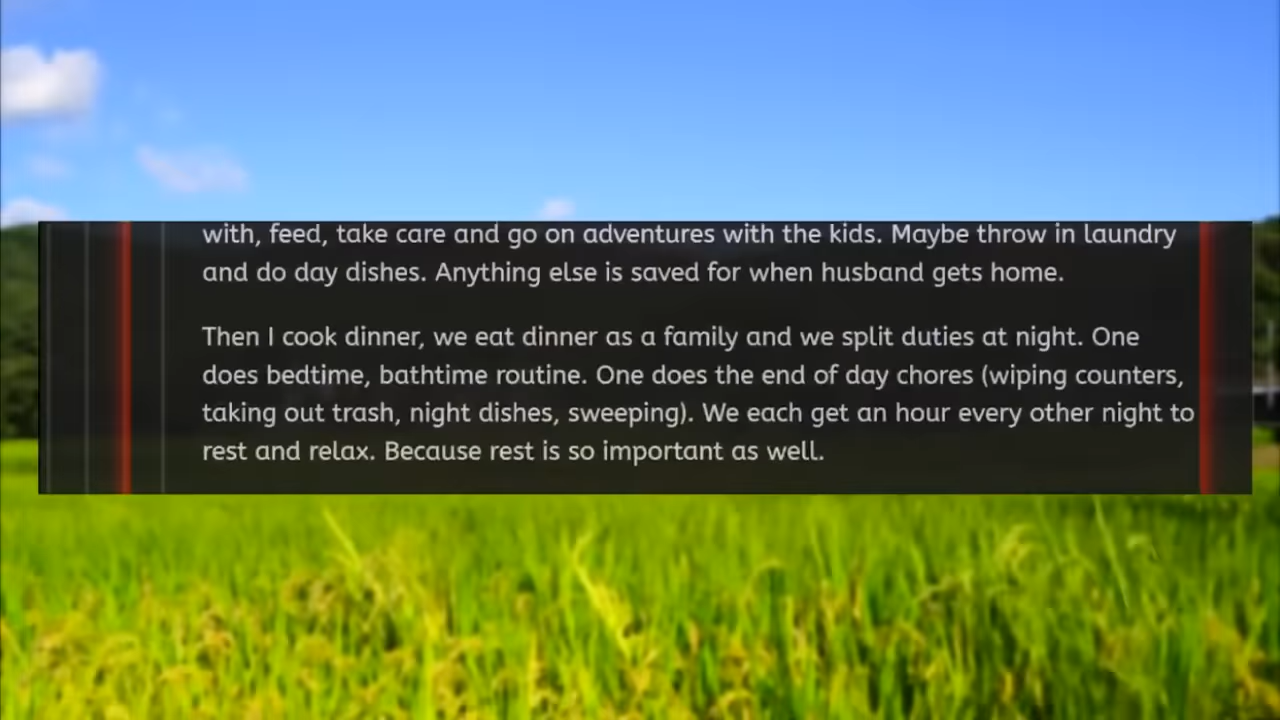 with, feed, take care and go on adventures with the kids. Maybe throw in laundry
and do day dishes. Anything else is saved for when husband gets home.
Then I cook dinner, we eat dinner as a family and we split duties at night. One
does bedtime, bathtime routine. One does the end of day chores (wiping counters,
taking out trash, night dishes, sweeping). We each get an hour every other night to
rest and relax. Because rest is so important as well.